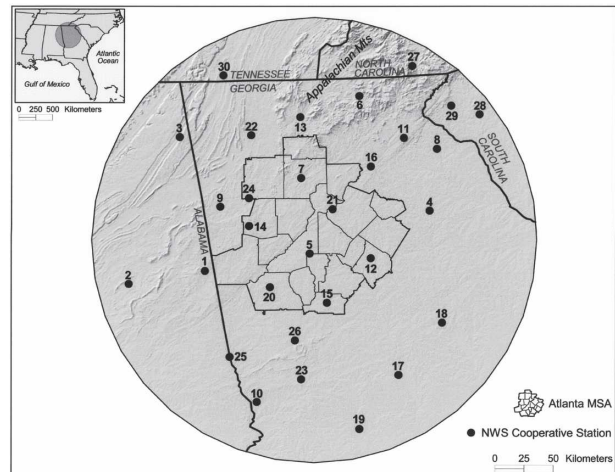 Atlantic
Ocean
Gulf of Mexico
0 250 500 Kilometers
30
TENNESSEE
GEORGIA
Appalachian Mts
NORTH
CAROLINA
27
6
3
22
13
11
29
28
8
SOUTH
CAROLINA
16
7
24
9
21
4
14
ALABAMA
5
12
1
2
20
15
18
26
25
23
17
10
19
Atlanta MSA
NWS Cooperative Station
Kilometers
0 25 50